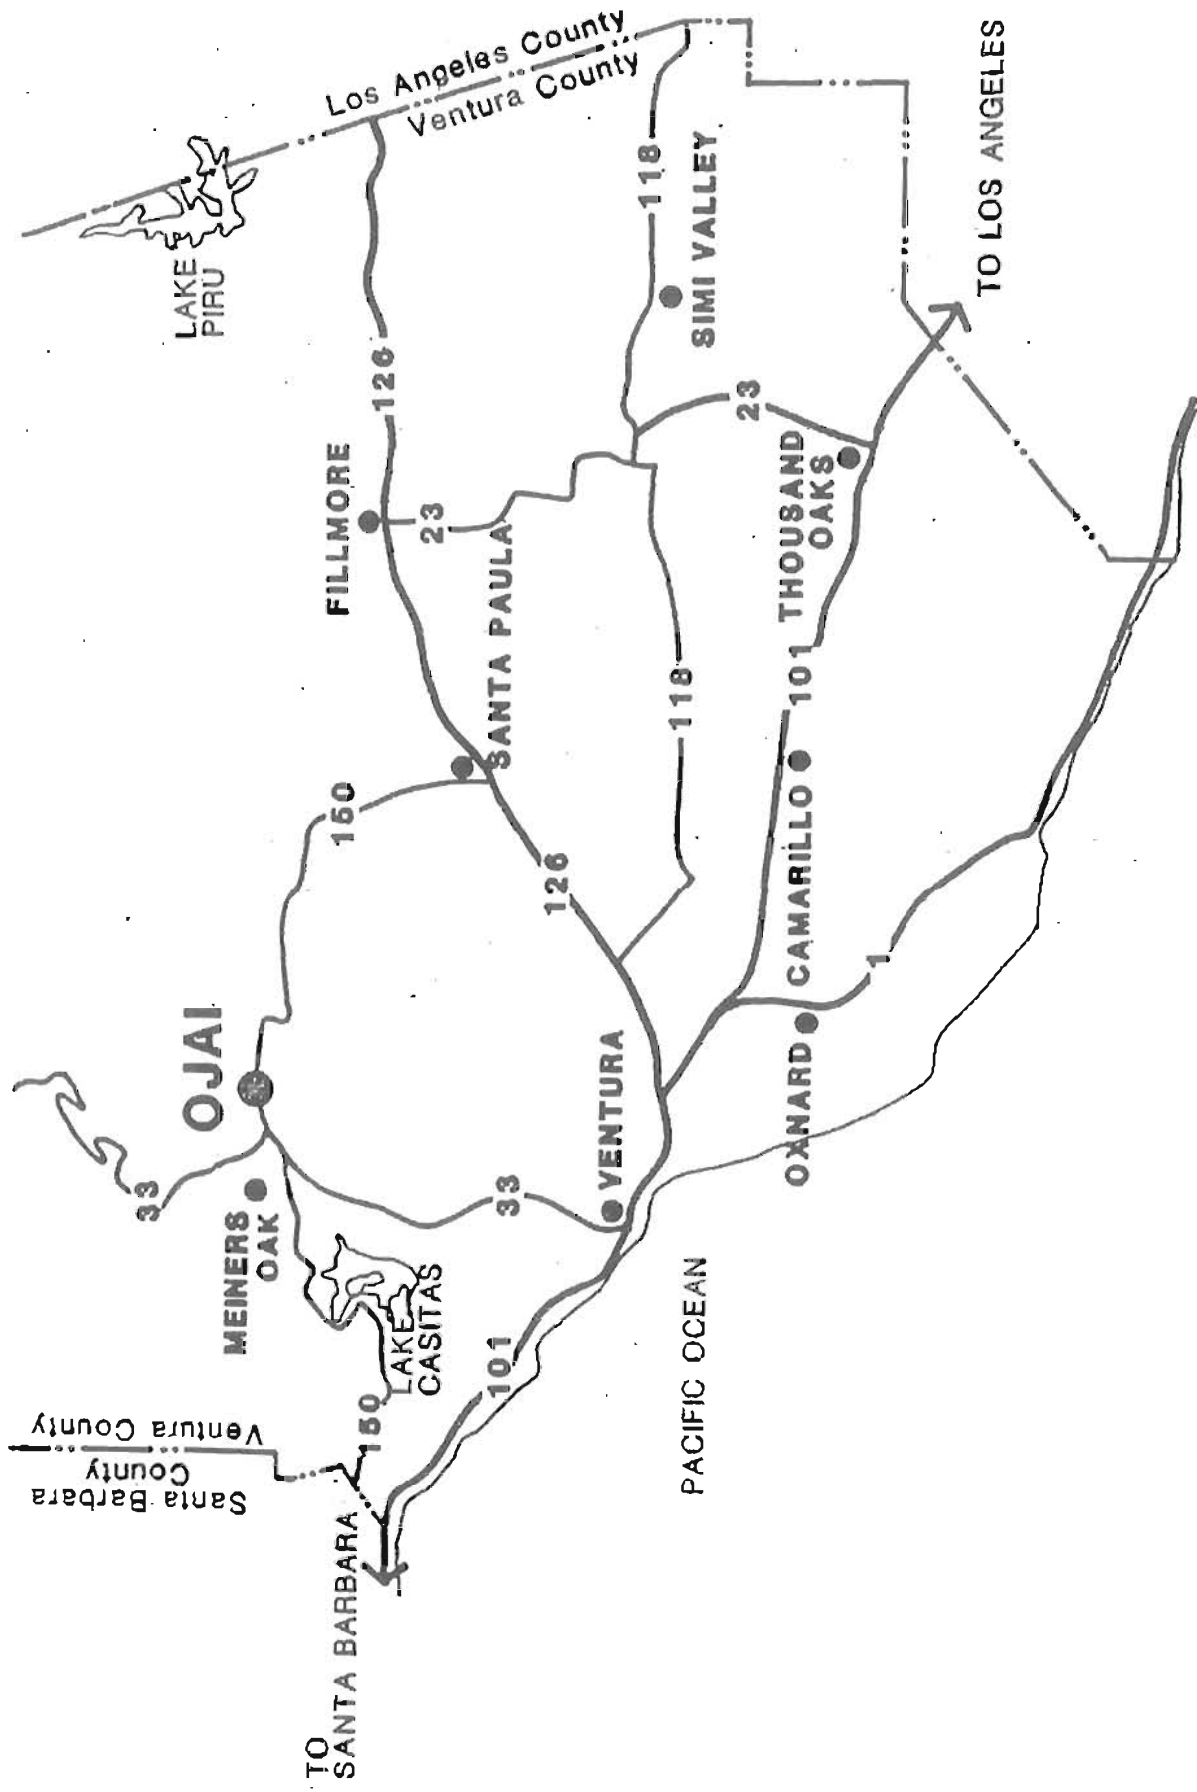 Santa Barbara
County
Ventura County
33
OJAI
MEINERS
OAK
150
LAKE
PIRU
Los Angeles County
Ventura County
TO
SANTA BARBARA
150
LAKE
CASITAS
33
FILLMORE
126
23
SANTA PAULA
101
VENTURA
126
118
118
SIMI VALLEY
PACIFIC OCEAN
101
THOUSAND
OAKS
23
OXNARD
CAMARILLO
1
TO LOS ANGELES